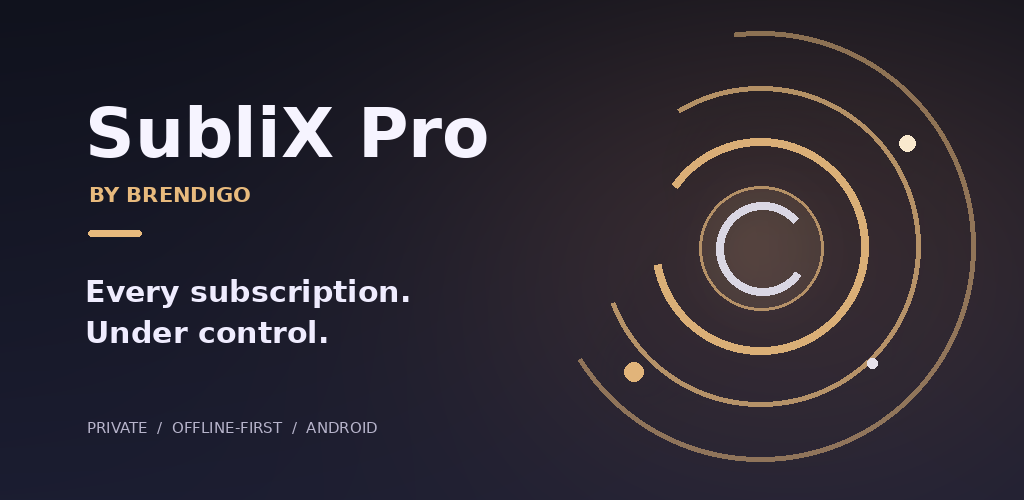 SubliX Pro
BY BRENDIGO
Every subscription.
Under control.
PRIVATE / OFFLINE-FIRST / ANDROID